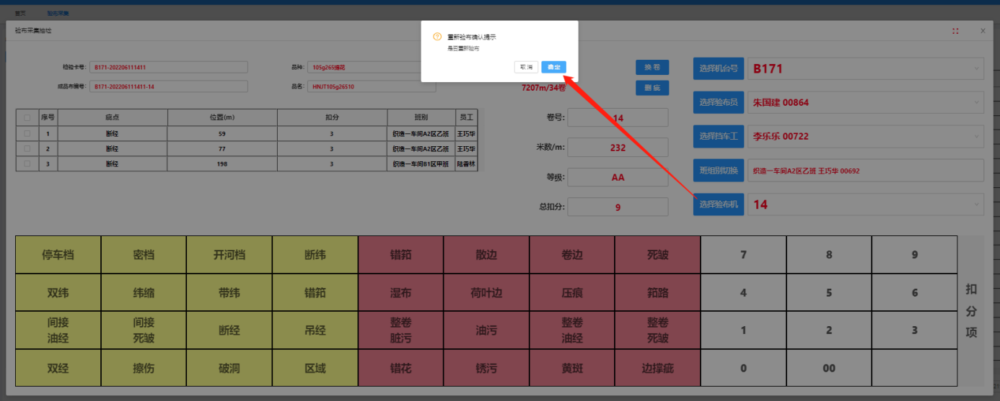 首页 验布采集
验布采集抽检
重新验布确认提示
是否重新验布
取消 确定
检验卡号: B171-202206111411 品种: 105g265提花 换卷 选择机台号 B171
成品布编号: B171-202206111411-14 品名: HNJT105g26510 7207m/34卷 删疵 选择验布员 朱国建 00864
序号 疵点 位置(m) 扣分 班别 员工
1 断经 59 3 织造一车间A2区乙班 王巧华
2 断经 77 3 织造一车间A2区乙班 王巧华
3 断经 198 3 织造一车间B1区甲班 陆香林
卷号: 14
米数/m: 232
等级: AA
总扣分: 9
选择挡车工 李乐乐 00722
班组别切换 织造一车间A2区乙班 王巧华 00692
选择验布机 14
停车档 密档 开河档 断纬 错筘 散边 卷边 死皱 7 8 9
双纬 纬缩 带纬 错筘 湿布 荷叶边 压痕 筘路 4 5 6
间接油经 间接死皱 断经 吊经 整卷脏污 油污 整卷油经 整卷死皱 1 2 3
双经 擦伤 破洞 区域 错花 锈污 黄斑 边撑疵 0 00
扣分项